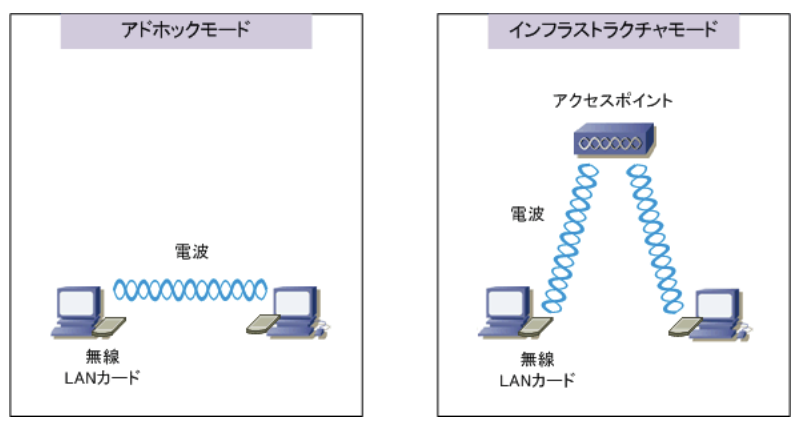 アドホックモード
電波
無線
LANカード
インフラストラクチャモード
アクセスポイント
電波
無線
LANカード